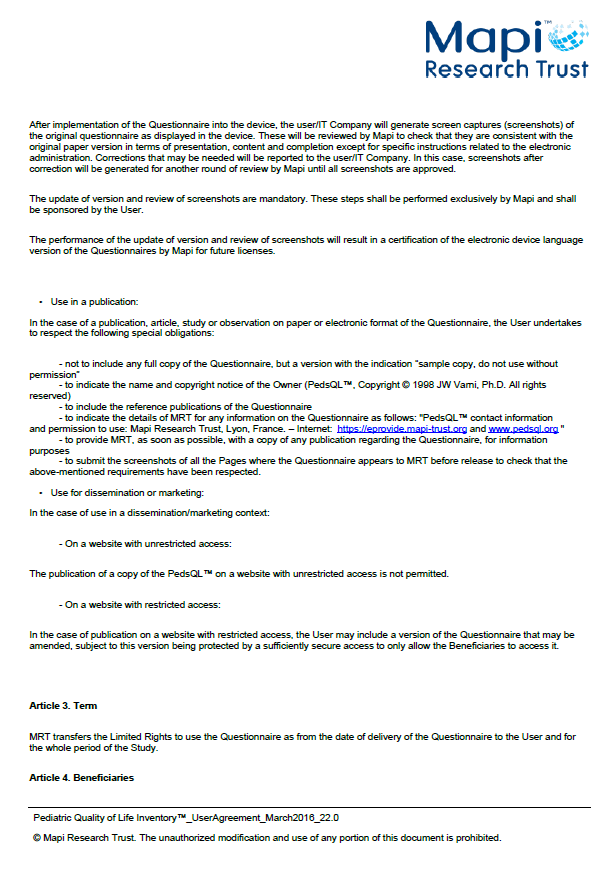 Mapi™
Research Trust
After implementation of the Questionnaire into the device, the user/IT Company will generate screen captures (screenshots) of
the original questionnaire as displayed in the device. These will be reviewed by Mapi to check that they are consistent with the
original paper version in terms of presentation, content and completion except for specific instructions related to the electronic
administration. Corrections that may be needed will be reported to the user/IT Company. In this case, screenshots after
correction will be generated for another round of review by Mapi until all screenshots are approved.
The update of version and review of screenshots are mandatory. These steps shall be performed exclusively by Mapi and shall
be sponsored by the User.
The performance of the update of version and review of screenshots will result in a certification of the electronic device language
version of the Questionnaires by Mapi for future licenses.
• Use in a publication:
In the case of a publication, article, study or observation on paper or electronic format of the Questionnaire, the User undertakes
to respect the following special obligations:
- not to include any full copy of the Questionnaire, but a version with the indication "sample copy, do not use without
permission"
- to indicate the name and copyright notice of the Owner (PedsQL™, Copyright © 1998 JW Varni, Ph.D. All rights
reserved)
- to include the reference publications of the Questionnaire
- to indicate the details of MRT for any information on the Questionnaire as follows: "PedsQL™ contact information
and permission to use: Mapi Research Trust, Lyon, France. – Internet: https://eprovide.mapi-trust.org and www.pedsql.org "
- to provide MRT, as soon as possible, with a copy of any publication regarding the Questionnaire, for information
purposes
- to submit the screenshots of all the Pages where the Questionnaire appears to MRT before release to check that the
above-mentioned requirements have been respected.
• Use for dissemination or marketing:
In the case of use in a dissemination/marketing context:
- On a website with unrestricted access:
The publication of a copy of the PedsQL™ on a website with unrestricted access is not permitted.
- On a website with restricted access:
In the case of publication on a website with restricted access, the User may include a version of the Questionnaire that may be
amended, subject to this version being protected by a sufficiently secure access to only allow the Beneficiaries to access it.
Article 3. Term
MRT transfers the Limited Rights to use the Questionnaire as from the date of delivery of the Questionnaire to the User and for
the whole period of the Study.
Article 4. Beneficiaries
Pediatric Quality of Life Inventory™_UserAgreement_March2016_22.0
© Mapi Research Trust. The unauthorized modification and use of any portion of this document is prohibited.